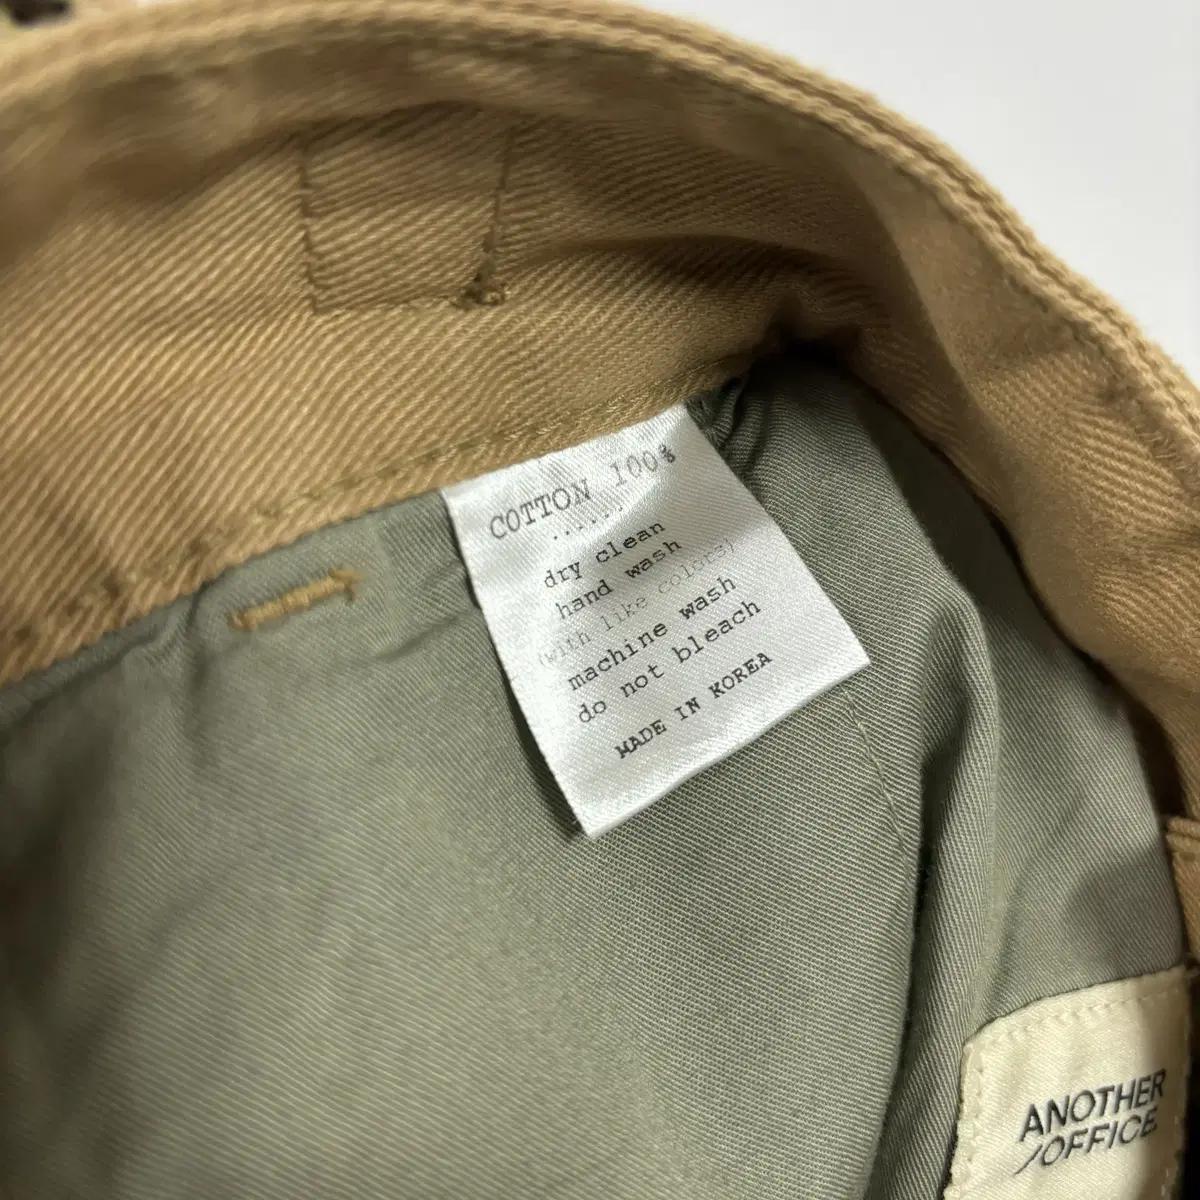 COTTON 100%
......
dry clean
hand wash
(with like colors)
machine wash
do not bleach
MADE IN KOREA
ANOTHER
/OFFICE